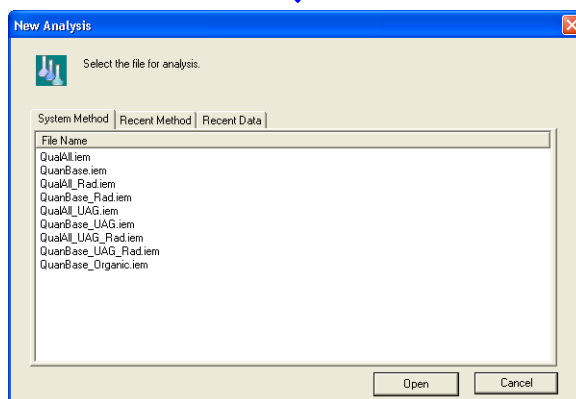 New Analysis
Select the file for analysis.
System Method Recent Method Recent Data
File Name
QualAll.iem
QuanBase.iem
QualAll_Rad.iem
QuanBase_Rad.iem
QualAll_UAG.iem
QuanBase_UAG.iem
QualAll_UAG_Rad.iem
QuanBase_UAG_Rad.iem
QuanBase_Organic.iem
Open Cancel